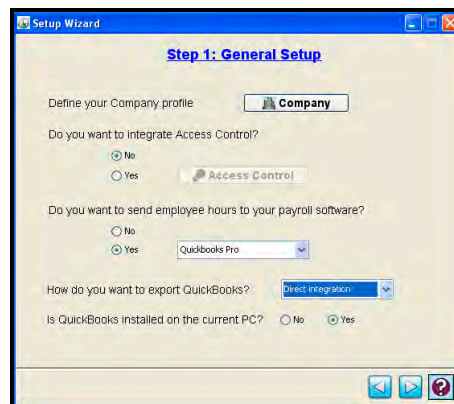 Setup Wizard
Step 1: General Setup
Define your Company profile
Company
Do you want to integrate Access Control?
No
Yes
Access Control
Do you want to send employee hours to your payroll software?
No
Yes
Quickbooks Pro
How do you want to export QuickBooks?
Direct integration
Is QuickBooks installed on the current PC?
No
Yes
?